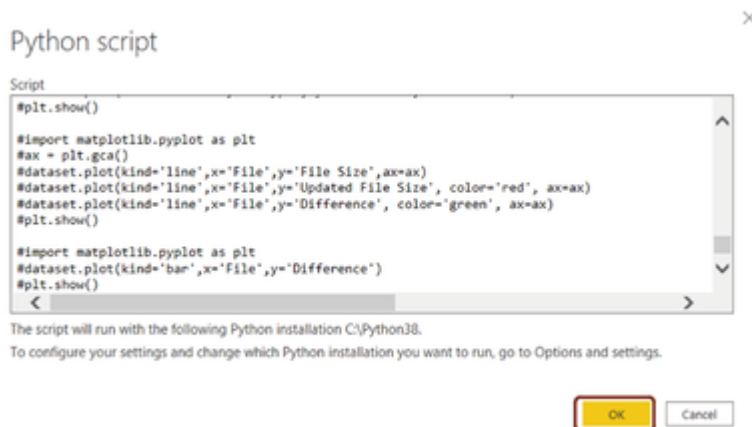 Python script
Script
#plt.show()
#import matplotlib.pyplot as plt
#ax = plt.gca()
#dataset.plot(kind='line',x='File',y='File Size',ax=ax)
#dataset.plot(kind='line',x='File',y='Updated File Size', color='red', ax=ax)
#dataset.plot(kind='line',x='File',y='Difference', color='green', ax=ax)
#plt.show()
#import matplotlib.pyplot as plt
#dataset.plot(kind='bar',x='File',y='Difference')
#plt.show()
The script will run with the following Python installation C:\Python38.
To configure your settings and change which Python installation you want to run, go to Options and settings.
OK
Cancel